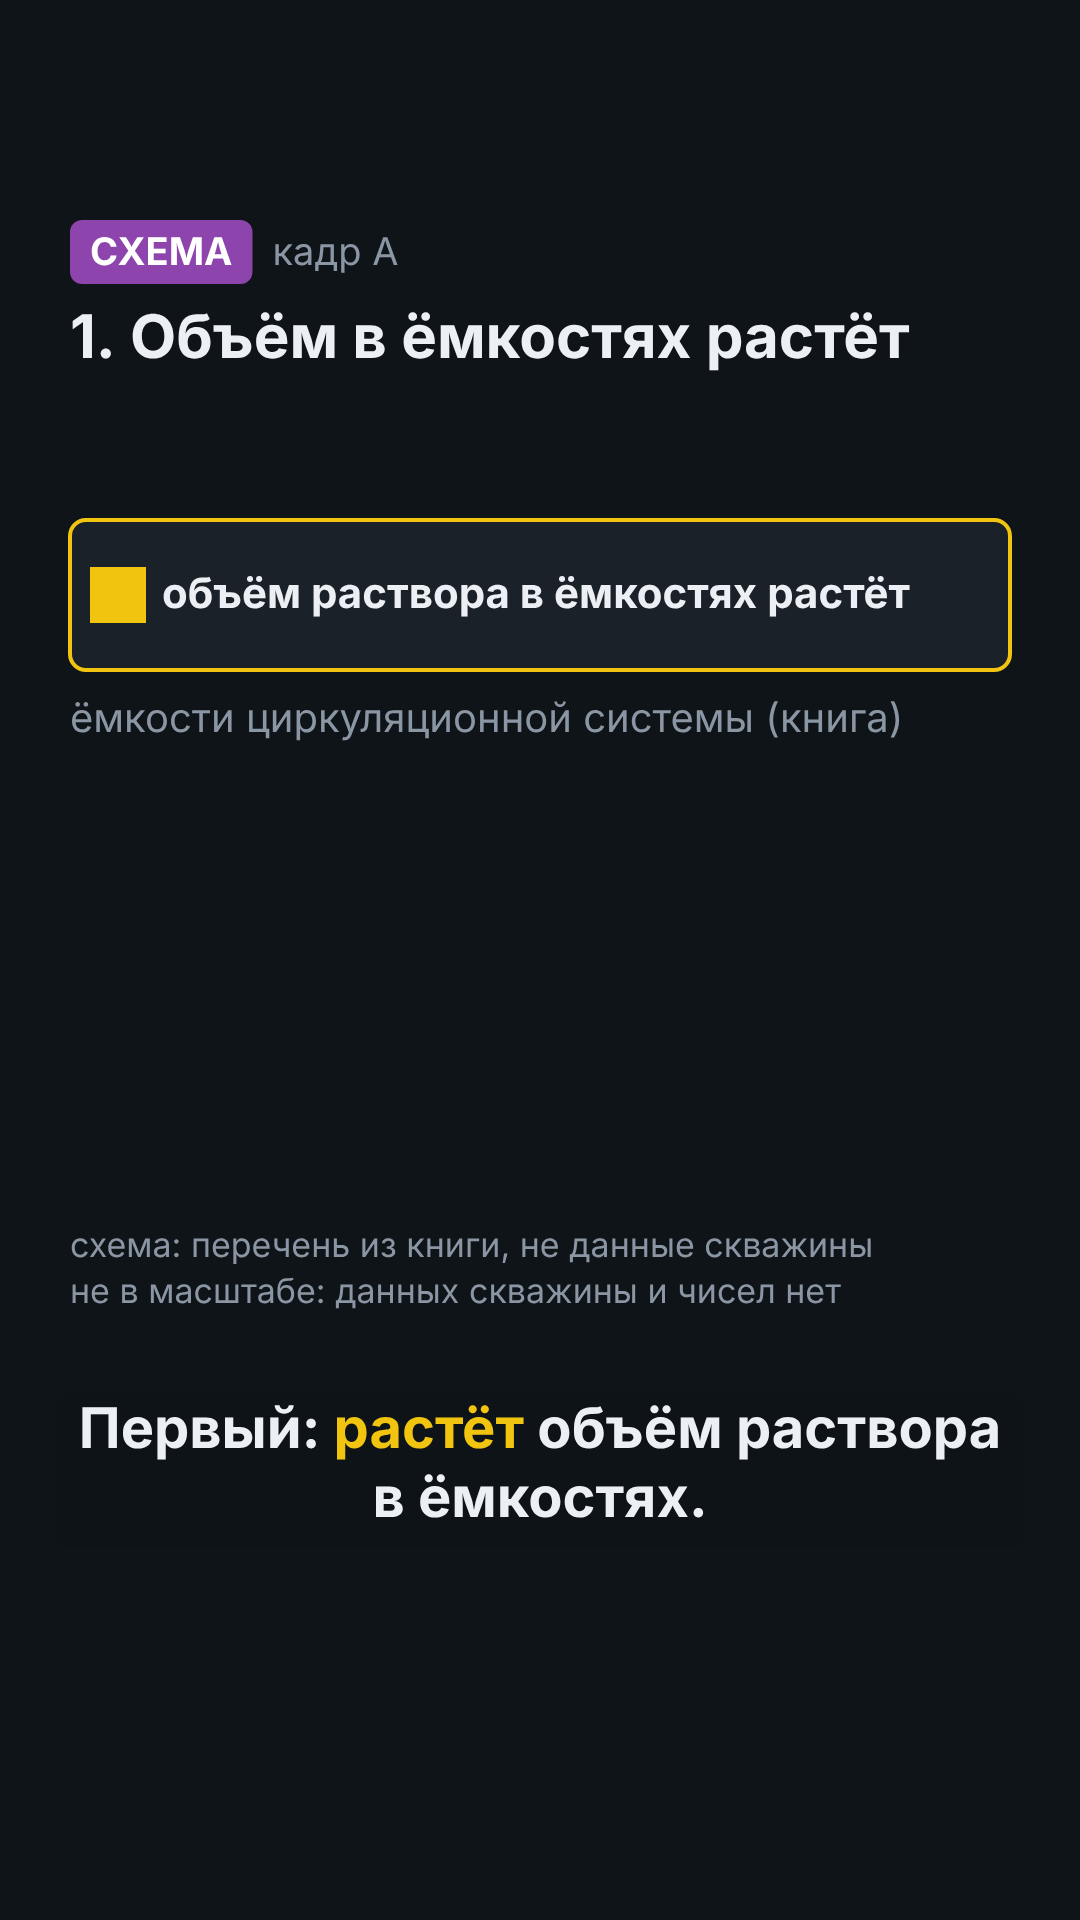 СХЕМА кадр А
1. Объём в ёмкостях растёт
объём раствора в ёмкостях растёт
ёмкости циркуляционной системы (книга)
схема: перечень из книги, не данные скважины
не в масштабе: данных скважины и чисел нет
Первый: растёт объём раствора
в ёмкостях.